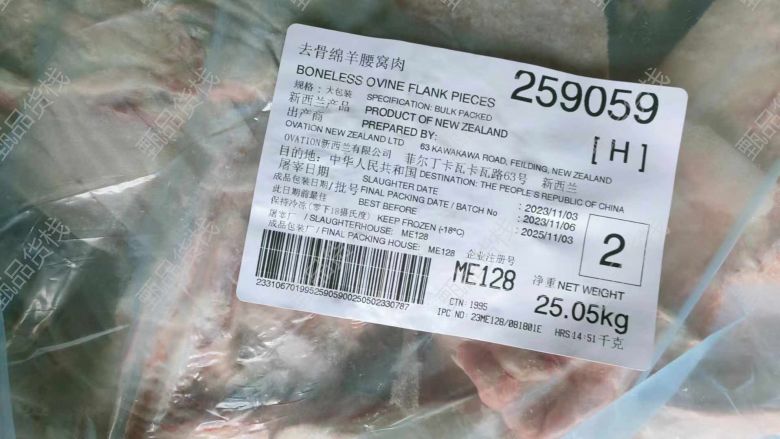 去骨绵羊腰窝肉
BONELESS OVINE FLANK PIECES
259059
规格: 大包装 SPECIFICATION: BULK PACKED
新西兰产品 PRODUCT OF NEW ZEALAND
出产商 PREPARED BY:
[H]
OVATION NEW ZEALAND LTD 63 KAWAKAWA ROAD, FEILDING, NEW ZEALAND
OVATION新西兰有限公司 菲尔丁卡瓦卡瓦路63号 新西兰
目的地: 中华人民共和国 DESTINATION: THE PEOPLE'S REPUBLIC OF CHINA
屠宰日期 SLAUGHTER DATE : 2023/11/03
成品包装日期/批号 FINAL PACKING DATE / BATCH No : 2023/11/06
此日期前最佳 BEST BEFORE : 2025/11/03
保持冷冻(零下18摄氏度) KEEP FROZEN (-18°C)
2
屠宰厂 / SLAUGHTERHOUSE: ME128
成品包装厂 / FINAL PACKING HOUSE: ME128 企业注册号
ME128
净重 NET WEIGHT
25.05kg
千克
23310670199525905900250502330787
CTN: 1995
IPC NO: 23ME128/081801E HRS:14:51
甄品货栈